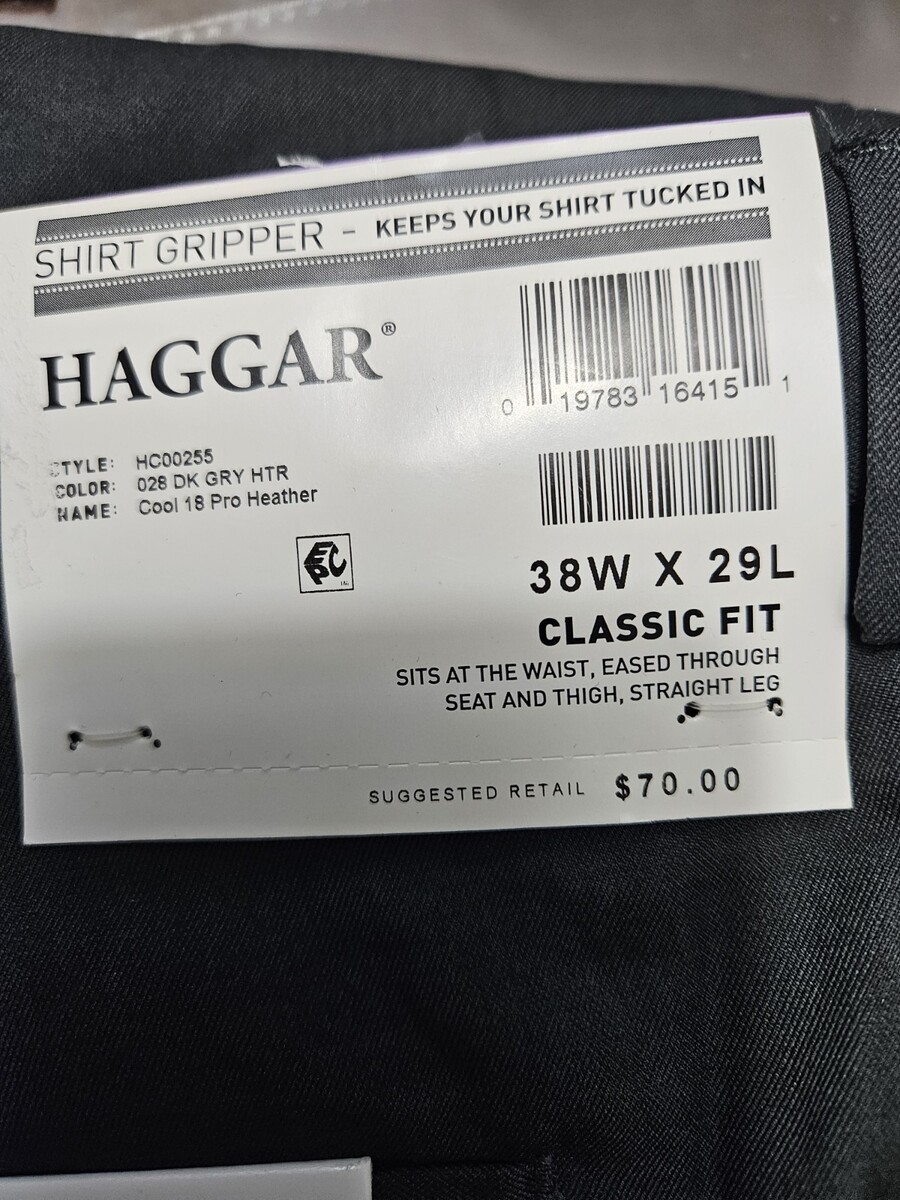 SHIRT GRIPPER - KEEPS YOUR SHIRT TUCKED IN
HAGGAR®
0 19783 16415 1
STYLE: HC00255
COLOR: 028 DK GRY HTR
NAME: Cool 18 Pro Heather
EPC
38W X 29L
CLASSIC FIT
SITS AT THE WAIST, EASED THROUGH
SEAT AND THIGH, STRAIGHT LEG
SUGGESTED RETAIL $70.00